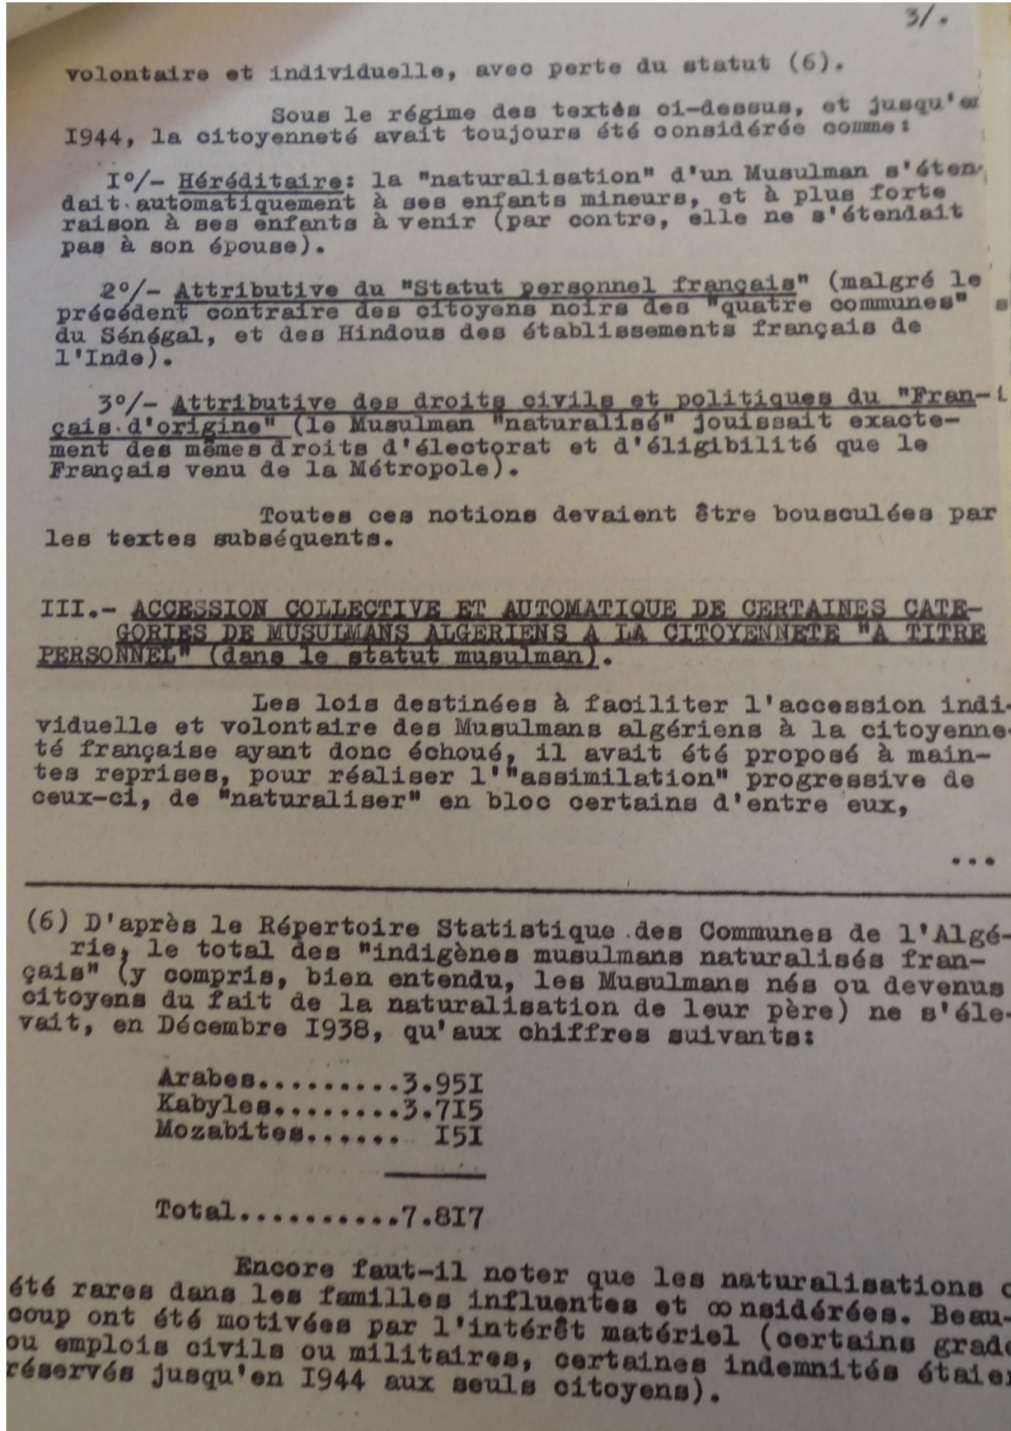 3/.
volontaire et individuelle, avec perte du statut (6).
Sous le régime des textes ci-dessus, et jusqu'e
I944, la citoyenneté avait toujours été considérée comme:
I°/- Héréditaire: la "naturalisation" d'un Musulman s'éten
dait automatiquement à ses enfants mineurs, et à plus forte
raison à ses enfants à venir (par contre, elle ne s'étendait
pas à son épouse).
2°/- Attributive du "Statut personnel français" (malgré le
précédent contraire des citoyens noirs des "quatre communes" s
du Sénégal, et des Hindous des établissements français de
l'Inde).
3°/- Attributive des droits civils et politiques du "Fran-i
çais d'origine" (le Musulman "naturalisé" jouissait exacte-
ment des mêmes droits d'électorat et d'éligibilité que le
Français venu de la Métropole).
Toutes ces notions devaient être bousculées par
les textes subséquents.
III.- ACCESSION COLLECTIVE ET AUTOMATIQUE DE CERTAINES CATE-
GORIES DE MUSULMANS ALGERIENS A LA CITOYENNETE "A TITRE
PERSONNEL" (dans le statut musulman).
Les lois destinées à faciliter l'accession indi-
viduelle et volontaire des Musulmans algériens à la citoyenne-
té française ayant donc échoué, il avait été proposé à main-
tes reprises, pour réaliser l'"assimilation" progressive de
ceux-ci, de "naturaliser" en bloc certains d'entre eux,
...
(6) D'après le Répertoire Statistique des Communes de l'Algé-
rie, le total des "indigènes musulmans naturalisés fran-
çais" (y compris, bien entendu, les Musulmans nés ou devenus
citoyens du fait de la naturalisation de leur père) ne s'éle-
vait, en Décembre I938, qu'aux chiffres suivants:
Arabes.........3.95I
Kabyles........3.7I5
Mozabites...... I5I
Total..........7.8I7
Encore faut-il noter que les naturalisations o
été rares dans les familles influentes et considérées. Beau-
coup ont été motivées par l'intérêt matériel (certains grade
ou emplois civils ou militaires, certaines indemnités étaien
réservés jusqu'en I944 aux seuls citoyens).